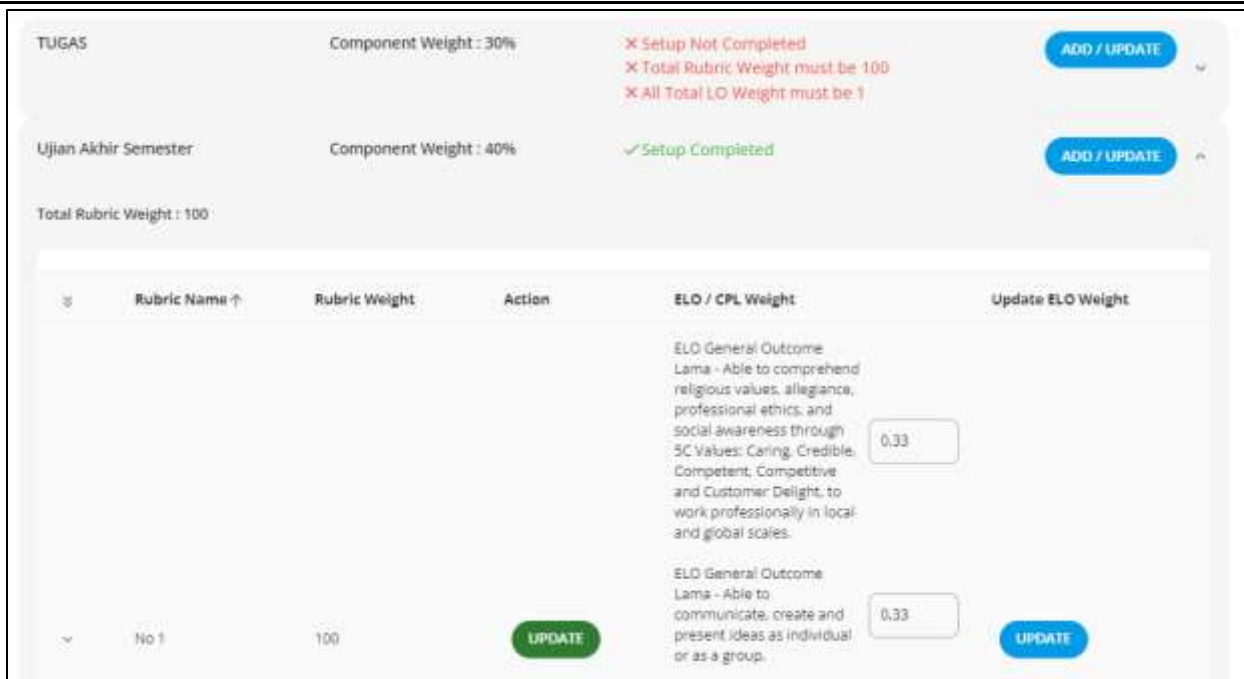 TUGAS
Component Weight : 30%
Setup Not Completed
Total Rubric Weight must be 100
All Total LO Weight must be 1
ADD / UPDATE
Ujian Akhir Semester
Component Weight : 40%
Setup Completed
ADD / UPDATE
Total Rubric Weight : 100
Rubric Name Rubric Weight Action ELO / CPL Weight Update ELO Weight
ELO General Outcome
Lama - Able to comprehend
religious values, allegiance,
professional ethics, and
social awareness through
5C Values: Caring, Credible,
Competent, Competitive
and Customer Delight, to
work professionally in local
and global scales.
0.33
ELO General Outcome
Lama - Able to
communicate, create and
present ideas as individual
or as a group.
0.33
No 1 100 UPDATE UPDATE